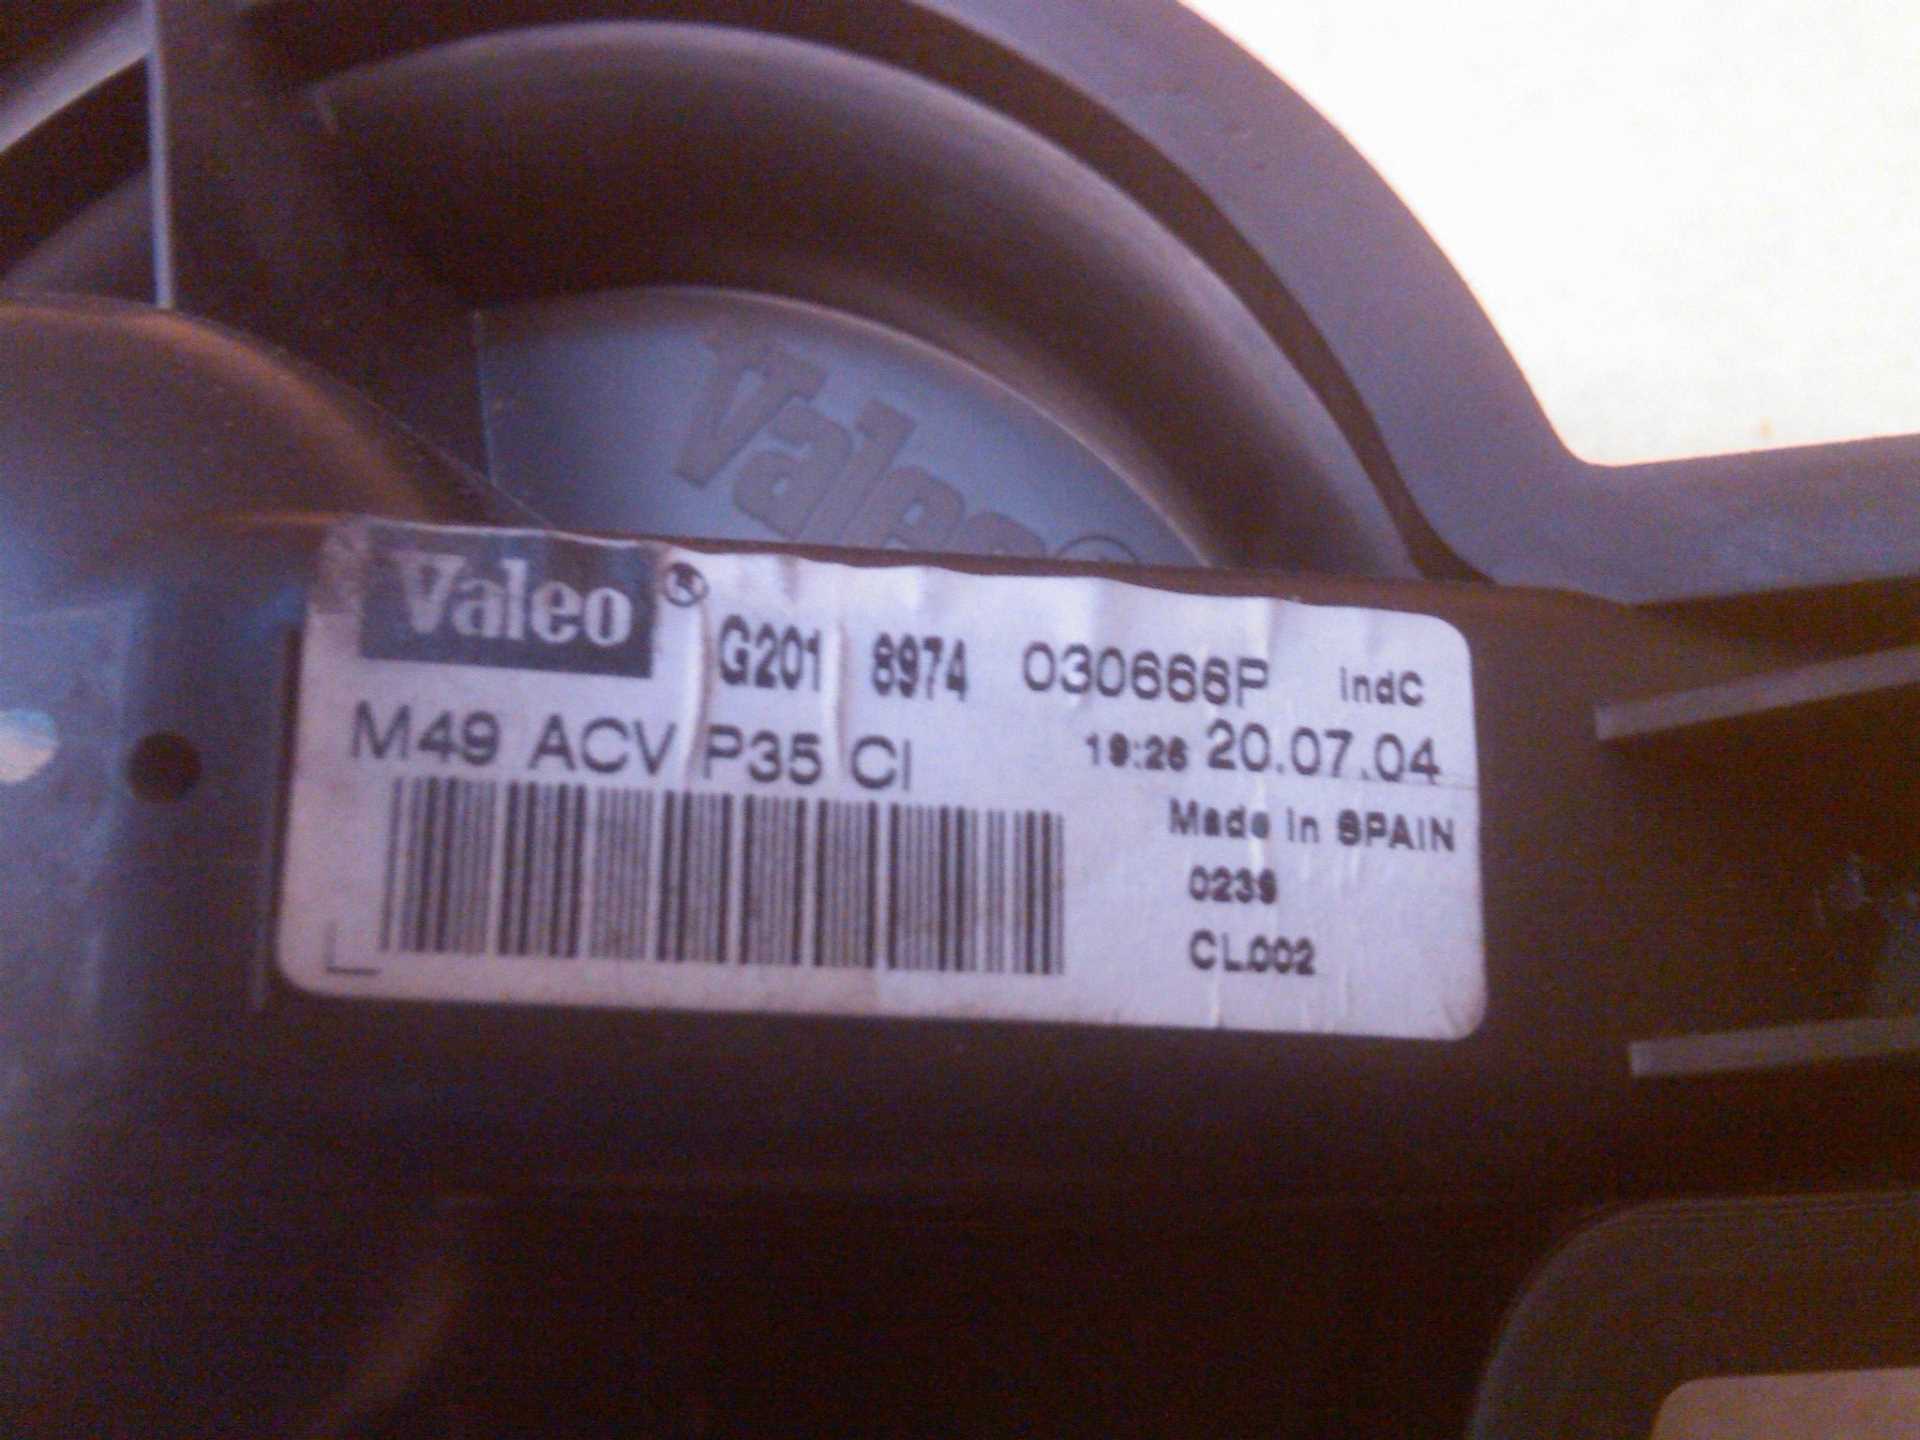 Valeo®
Valeo® G201 8974 030666P indC
M49 ACV P35 CI
19:26 20.07.04
Made in SPAIN
0239
CL002